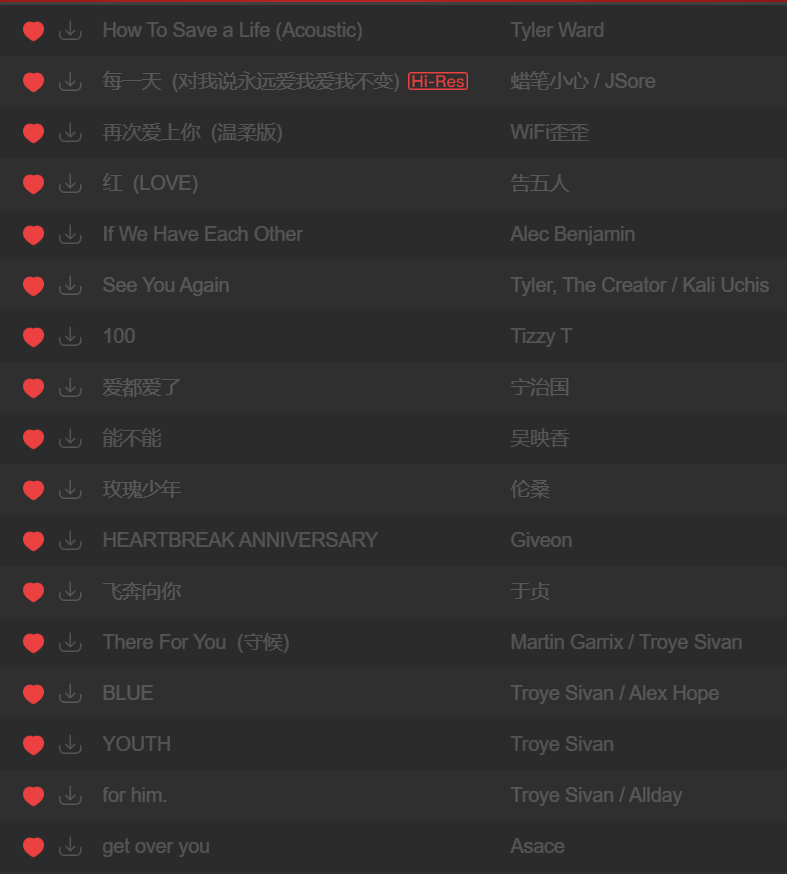 How To Save a Life (Acoustic) Tyler Ward
每一天 (对我说永远爱我爱我不变) Hi-Res 蜡笔小心 / JSore
再次爱上你 (温柔版) WiFi歪歪
红 (LOVE) 告五人
If We Have Each Other Alec Benjamin
See You Again Tyler, The Creator / Kali Uchis
100 Tizzy T
爱都爱了 宁治国
能不能 吴映香
玫瑰少年 伦桑
HEARTBREAK ANNIVERSARY Giveon
飞奔向你 于贞
There For You (守候) Martin Garrix / Troye Sivan
BLUE Troye Sivan / Alex Hope
YOUTH Troye Sivan
for him. Troye Sivan / Allday
get over you Asace